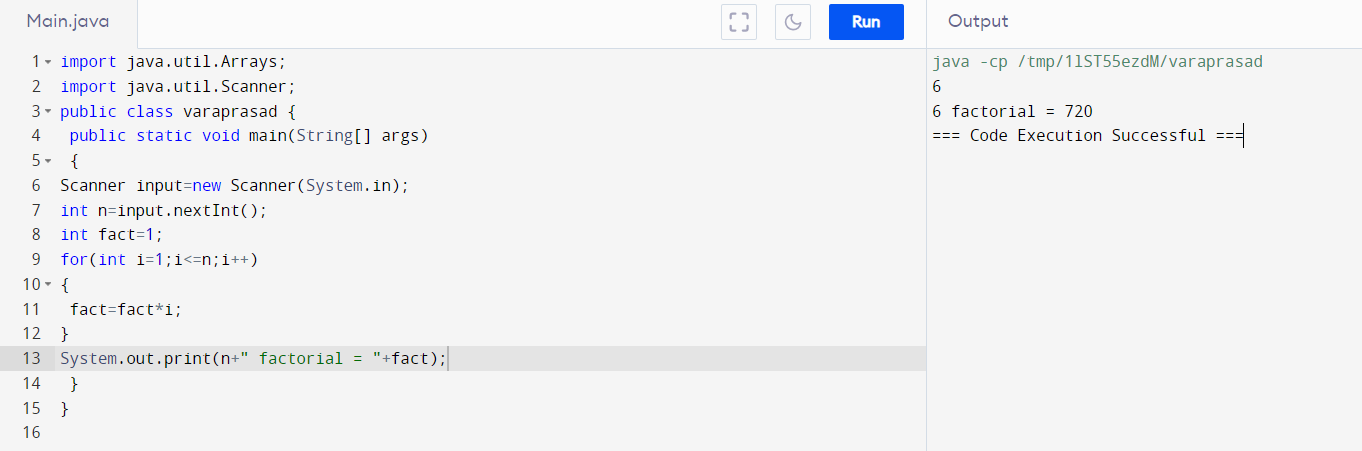 Main.java
Run
Output
1 import java.util.Arrays;
2 import java.util.Scanner;
3 public class varaprasad {
4  public static void main(String[] args)
5  {
6 Scanner input=new Scanner(System.in);
7 int n=input.nextInt();
8 int fact=1;
9 for(int i=1;i<=n;i++)
10 {
11  fact=fact*i;
12 }
13 System.out.print(n+" factorial = "+fact);
14  }
15 }
16
java -cp /tmp/1lST55ezdM/varaprasad
6
6 factorial = 720
=== Code Execution Successful ===